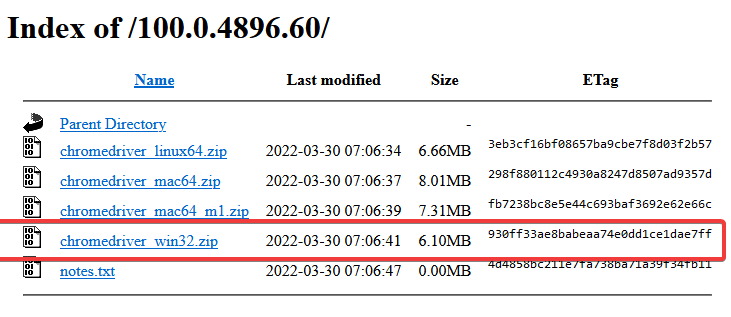 Index of /100.0.4896.60/
Name Last modified Size ETag
Parent Directory -
chromedriver_linux64.zip 2022-03-30 07:06:34 6.66MB 3eb3cf16bf08657ba9cbe7f8d03f2b57
chromedriver_mac64.zip 2022-03-30 07:06:37 8.01MB 298f880112c4930a8247d8507ad9357d
chromedriver_mac64_m1.zip 2022-03-30 07:06:39 7.31MB fb7238bc8e5e44c693baf3692e62e66c
chromedriver_win32.zip 2022-03-30 07:06:41 6.10MB 930ff33ae8babeaa74e0dd1ce1dae7ff
notes.txt 2022-03-30 07:06:47 0.00MB 4d4858bc211e7fa738ba71a39f34fb11